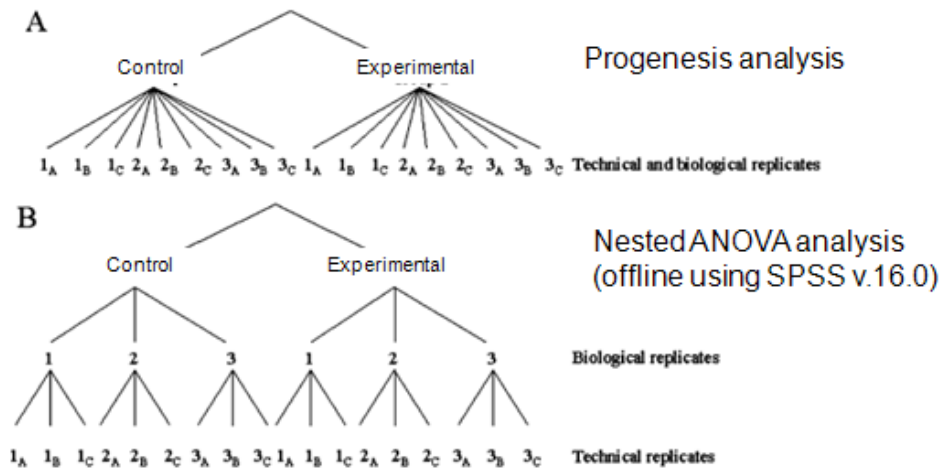 A
Control Experimental Progenesis analysis
1A 1B 1C 2A 2B 2C 3A 3B 3C 1A 1B 1C 2A 2B 2C 3A 3B 3C Technical and biological replicates
B
Nested ANOVA analysis
Control Experimental (offline using SPSS v.16.0)
1 2 3 1 2 3 Biological replicates
1A 1B 1C 2A 2B 2C 3A 3B 3C 1A 1B 1C 2A 2B 2C 3A 3B 3C Technical replicates